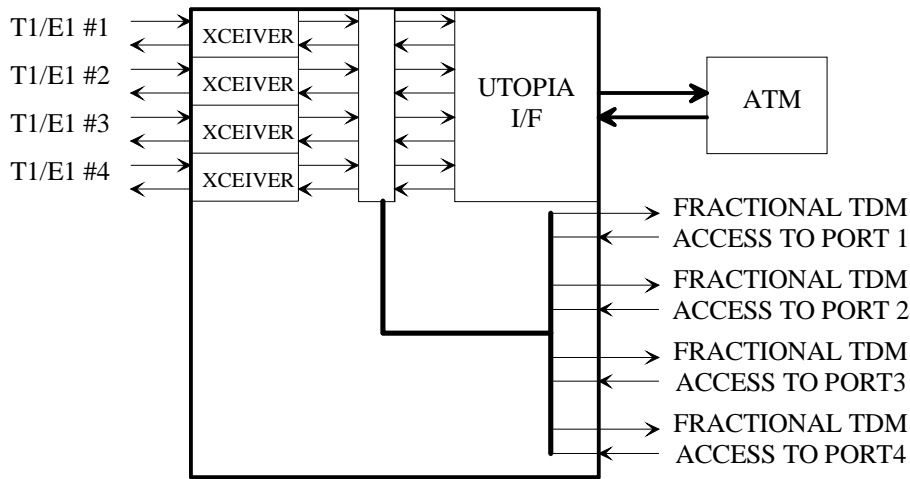 T1/E1 #1
T1/E1 #2
T1/E1 #3
T1/E1 #4
XCEIVER
XCEIVER
XCEIVER
XCEIVER
UTOPIA
I/F
ATM
FRACTIONAL TDM
ACCESS TO PORT 1
FRACTIONAL TDM
ACCESS TO PORT 2
FRACTIONAL TDM
ACCESS TO PORT3
FRACTIONAL TDM
ACCESS TO PORT4